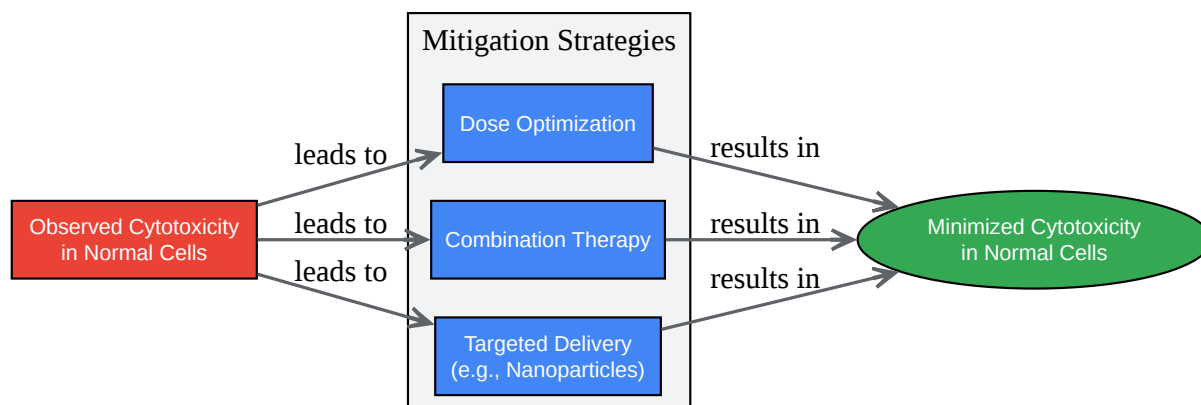 Mitigation Strategies
Dose Optimization
leads to
results in
Observed Cytotoxicity
in Normal Cells
leads to
Combination Therapy
results in
Minimized Cytotoxicity
in Normal Cells
leads to
results in
Targeted Delivery
(e.g., Nanoparticles)